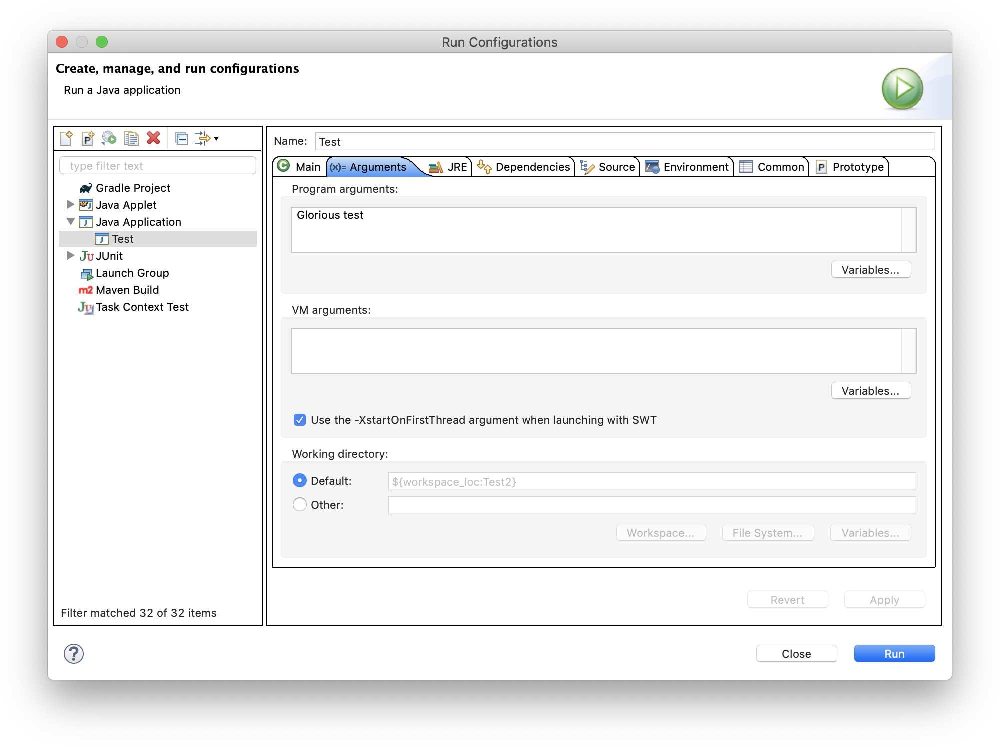 Run Configurations
Create, manage, and run configurations
Run a Java application
type filter text
Gradle Project
Java Applet
Java Application
Test
JUnit
Launch Group
m2 Maven Build
Task Context Test
Filter matched 32 of 32 items
Name: Test
Main (x)= Arguments JRE Dependencies Source Environment Common Prototype
Program arguments:
Glorious test
Variables...
VM arguments:
Variables...
Use the -XstartOnFirstThread argument when launching with SWT
Working directory:
Default: ${workspace_loc:Test2}
Other:
Workspace... File System... Variables...
Revert Apply
? Close Run